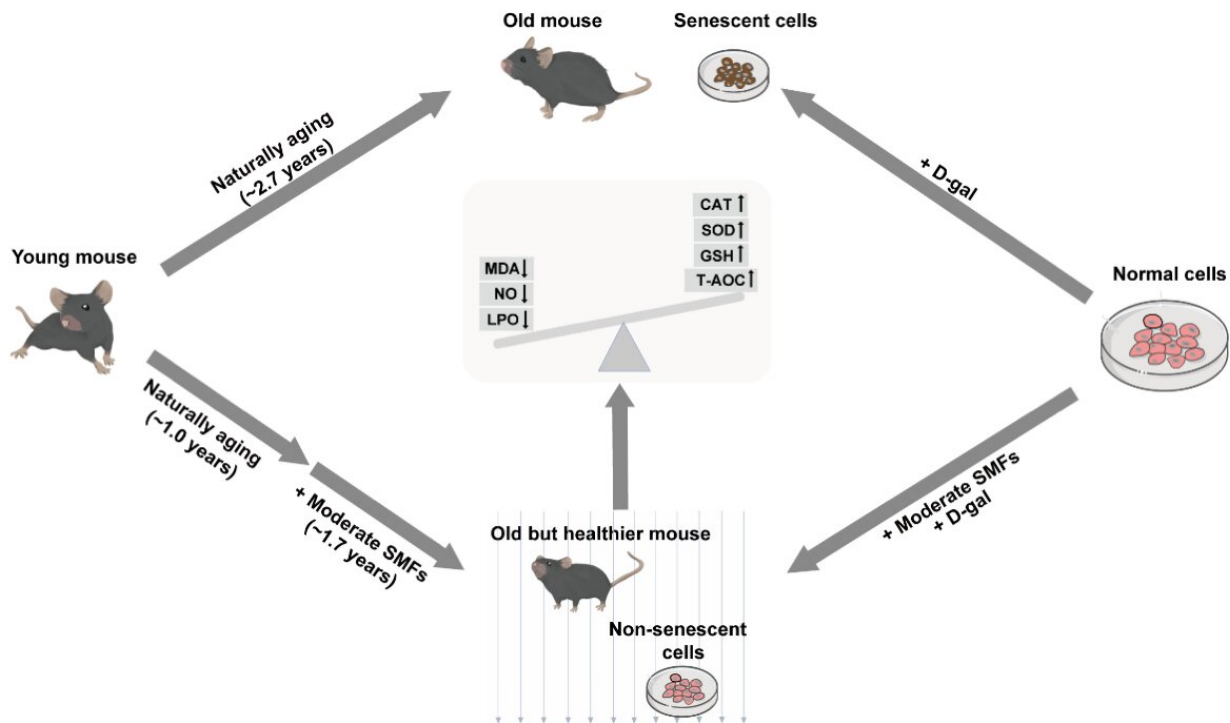 Old mouse
Senescent cells
Naturally aging
(~2.7 years)
+ D-gal
CAT ↑
SOD ↑
GSH ↑
T-AOC ↑
MDA ↓
NO ↓
LPO ↓
Young mouse
Normal cells
Naturally aging
(~1.0 years)
+ Moderate SMFs
(~1.7 years)
+ Moderate SMFs
+ D-gal
Old but healthier mouse
Non-senescent
cells